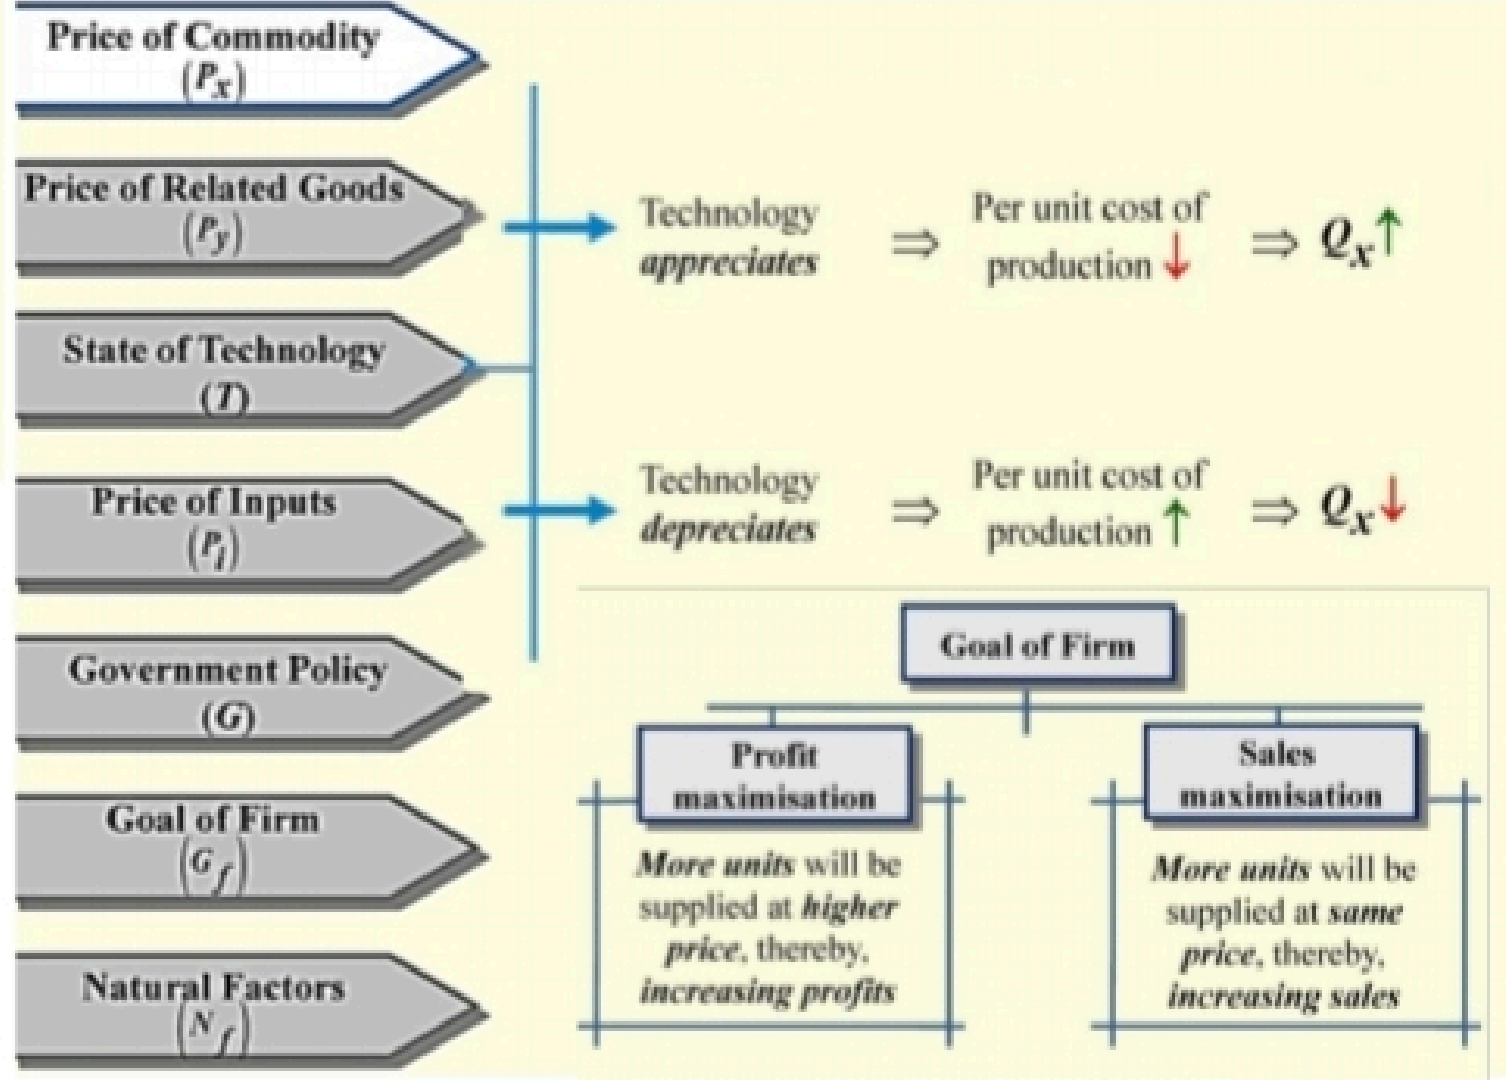 Price of Commodity
(Px)
Price of Related Goods
(Py)
State of Technology
(T)
Price of Inputs
(Pi)
Government Policy
(G)
Goal of Firm
(Gf)
Natural Factors
(Nf)
Technology
appreciates
⇒
Per unit cost of
production ↓
⇒ Qx↑
Technology
depreciates
⇒
Per unit cost of
production ↑
⇒ Qx↓
Goal of Firm
Profit
maximisation
More units will be
supplied at higher
price, thereby,
increasing profits
Sales
maximisation
More units will be
supplied at same
price, thereby,
increasing sales